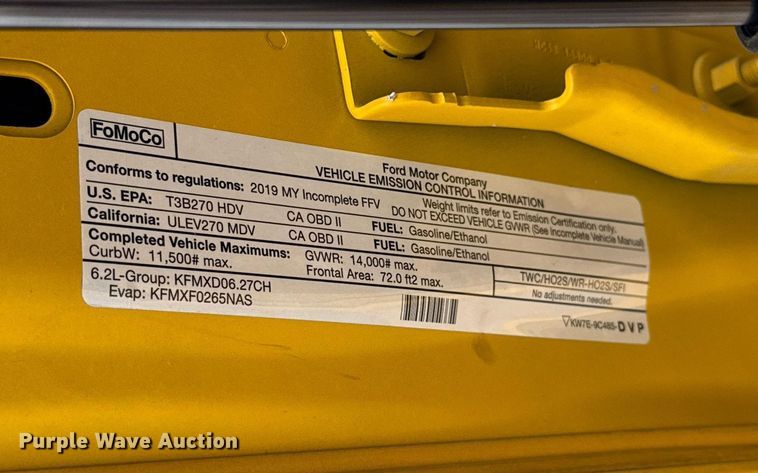 FoMoCo
Ford Motor Company
VEHICLE EMISSION CONTROL INFORMATION
Conforms to regulations: 2019 MY Incomplete FFV
Weight limits refer to Emission Certification only.
DO NOT EXCEED VEHICLE GVWR (See Incomplete Vehicle Manual)
U.S. EPA: T3B270 HDV CA OBD II FUEL: Gasoline/Ethanol
California: ULEV270 MDV CA OBD II FUEL: Gasoline/Ethanol
Completed Vehicle Maximums: GVWR: 14,000# max.
CurbW: 11,500# max. Frontal Area: 72.0 ft2 max.
TWC/HO2S/WR-HO2S/SFI
No adjustments needed.
6.2L-Group: KFMXD06.27CH
Evap: KFMXF0265NAS
KW7E-9C485-DVP
Purple Wave Auction